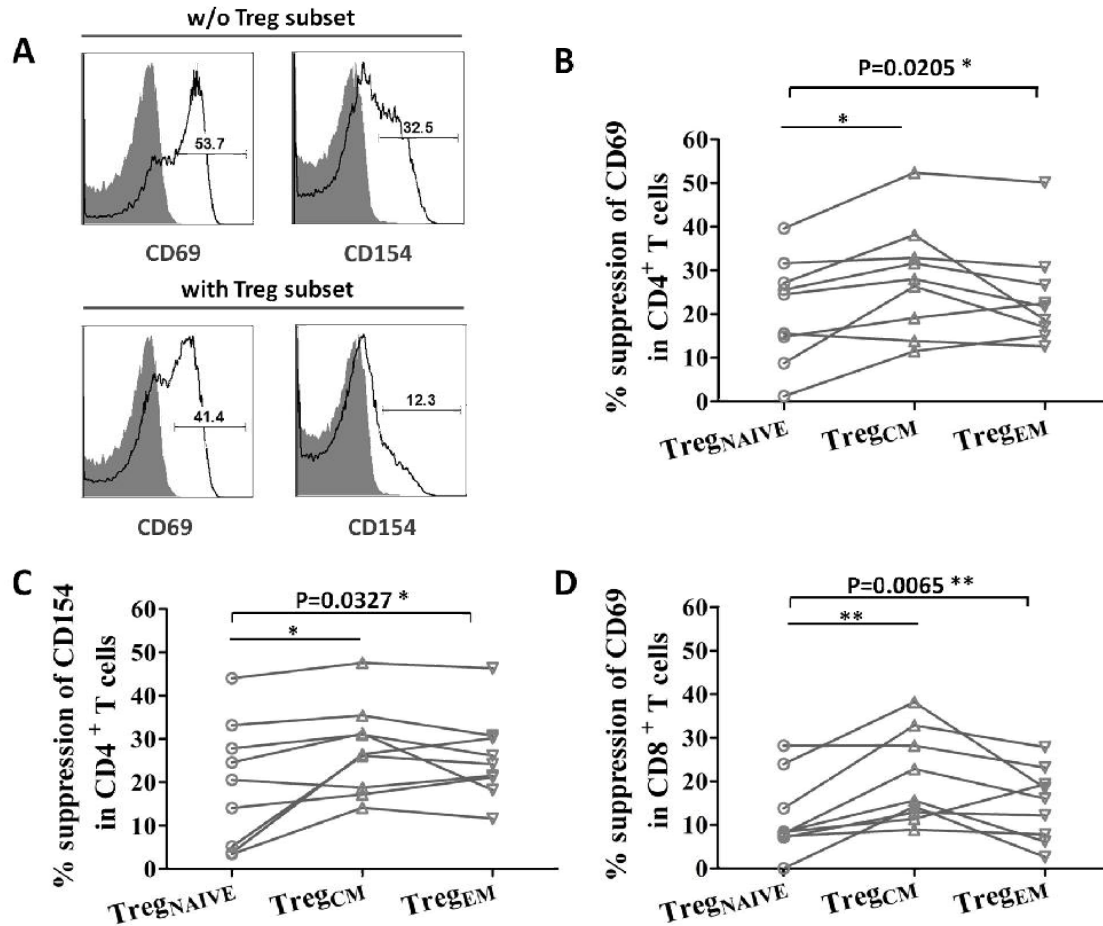 A
w/o Treg subset
53.7
32.5
CD69
CD154
with Treg subset
41.4
12.3
CD69
CD154
B
P=0.0205 *
*
% suppression of CD69
in CD4+ T cells
60
50
40
30
20
10
0
TregNAIVE
TregCM
TregEM
C
P=0.0327 *
*
% suppression of CD154
in CD4 + T cells
60
50
40
30
20
10
0
TregNAIVE
TregCM
TregEM
D
P=0.0065 **
**
% suppression of CD69
in CD8 + T cells
60
50
40
30
20
10
0
TregNAIVE
TregCM
TregEM